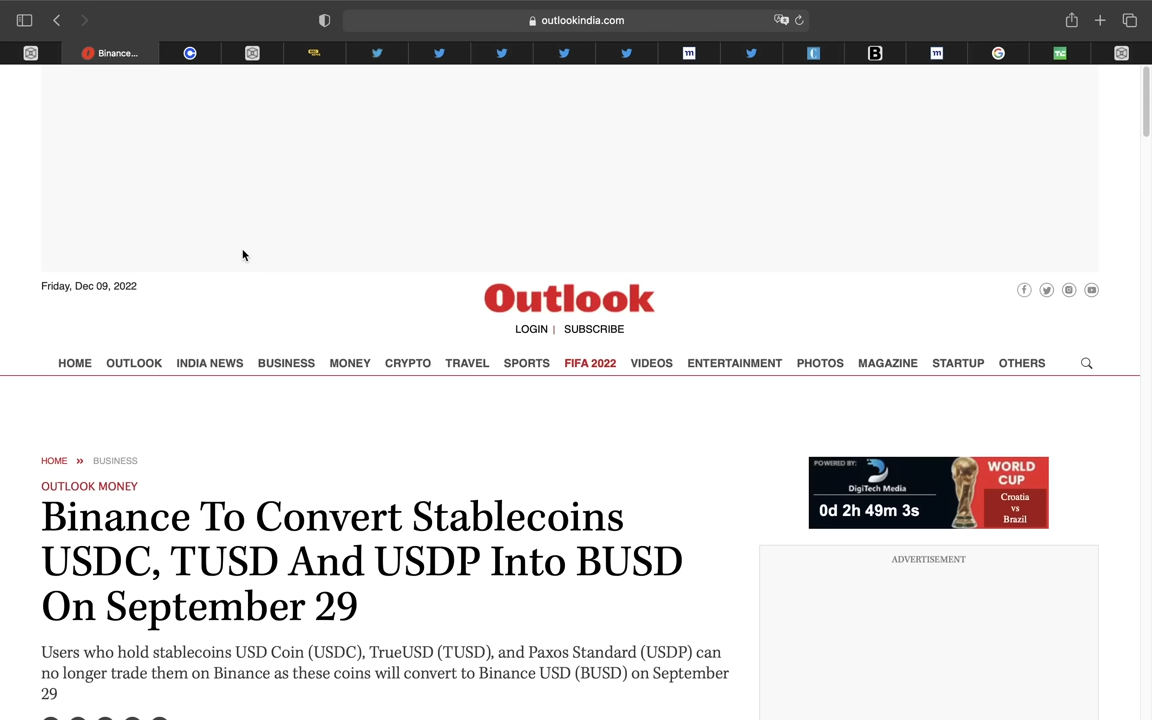 outlookindia.com
Binance...
Friday, Dec 09, 2022
Outlook
LOGIN | SUBSCRIBE
HOME OUTLOOK INDIA NEWS BUSINESS MONEY CRYPTO TRAVEL SPORTS FIFA 2022 VIDEOS ENTERTAINMENT PHOTOS MAGAZINE STARTUP OTHERS
HOME » BUSINESS
OUTLOOK MONEY
Binance To Convert Stablecoins
USDC, TUSD And USDP Into BUSD
On September 29
Users who hold stablecoins USD Coin (USDC), TrueUSD (TUSD), and Paxos Standard (USDP) can
no longer trade them on Binance as these coins will convert to Binance USD (BUSD) on September
29
POWERED BY:
DigiTech Media
0d 2h 49m 3s
WORLD
CUP
Croatia
vs
Brazil
ADVERTISEMENT